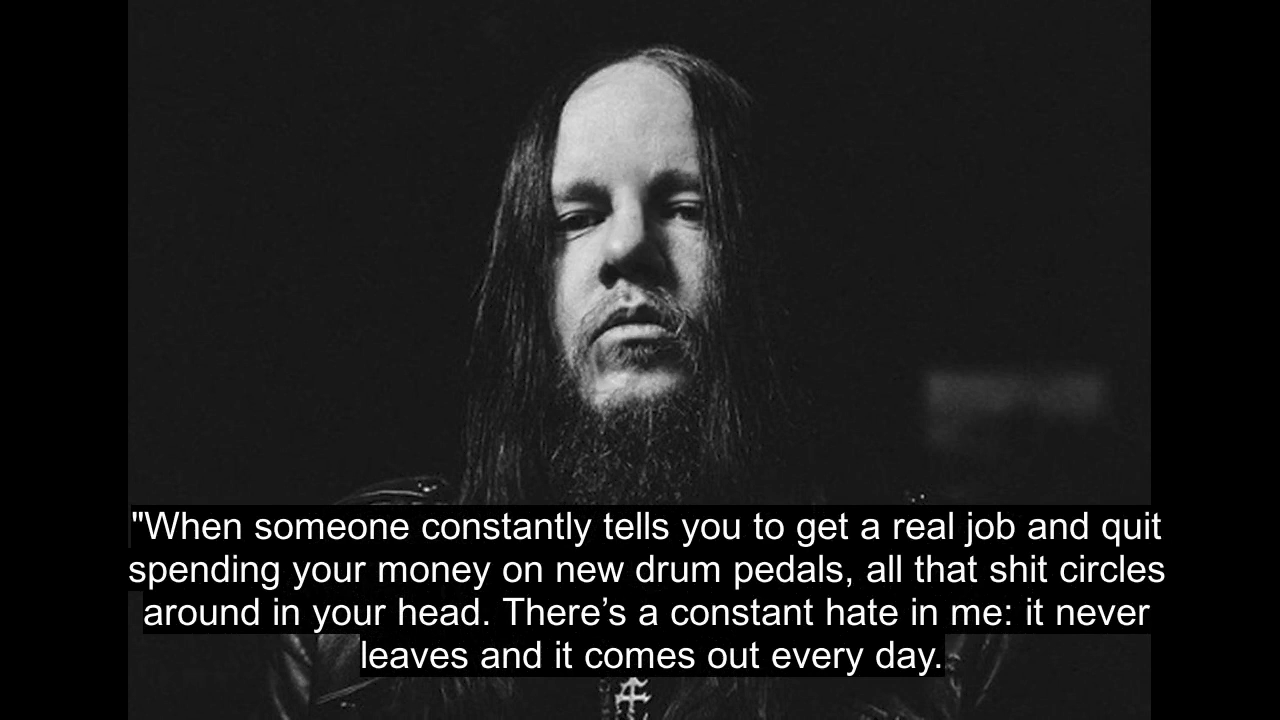 "When someone constantly tells you to get a real job and quit
spending your money on new drum pedals, all that shit circles
around in your head. There’s a constant hate in me: it never
leaves and it comes out every day.